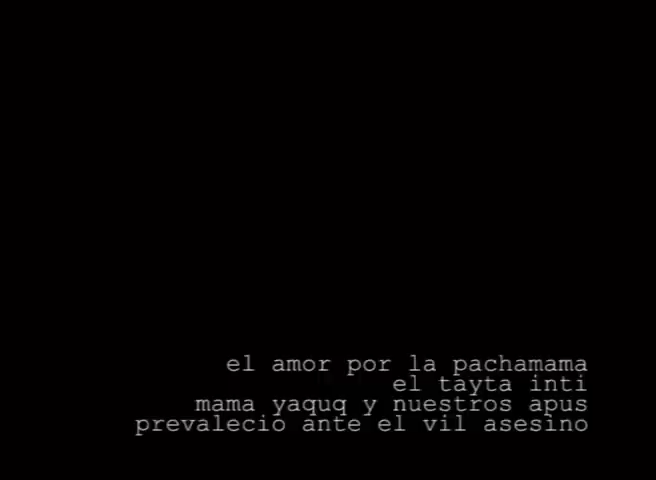 el amor por la pachamama
el tayta inti
mama yaquq y nuestros apus
prevalecio ante el vil asesino